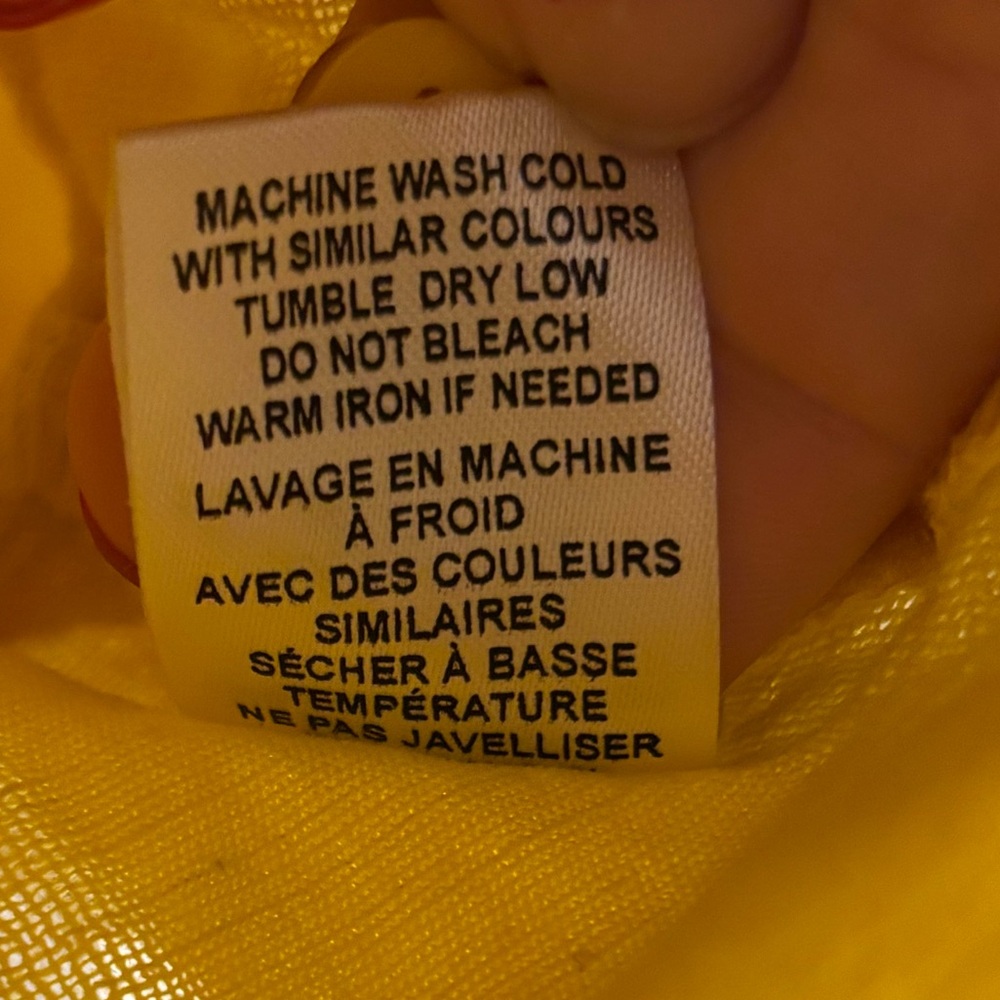 MACHINE WASH COLD
WITH SIMILAR COLOURS
TUMBLE DRY LOW
DO NOT BLEACH
WARM IRON IF NEEDED
LAVAGE EN MACHINE
À FROID
AVEC DES COULEURS
SIMILAIRES
SÉCHER À BASSE
TEMPÉRATURE
NE PAS JAVELLISER